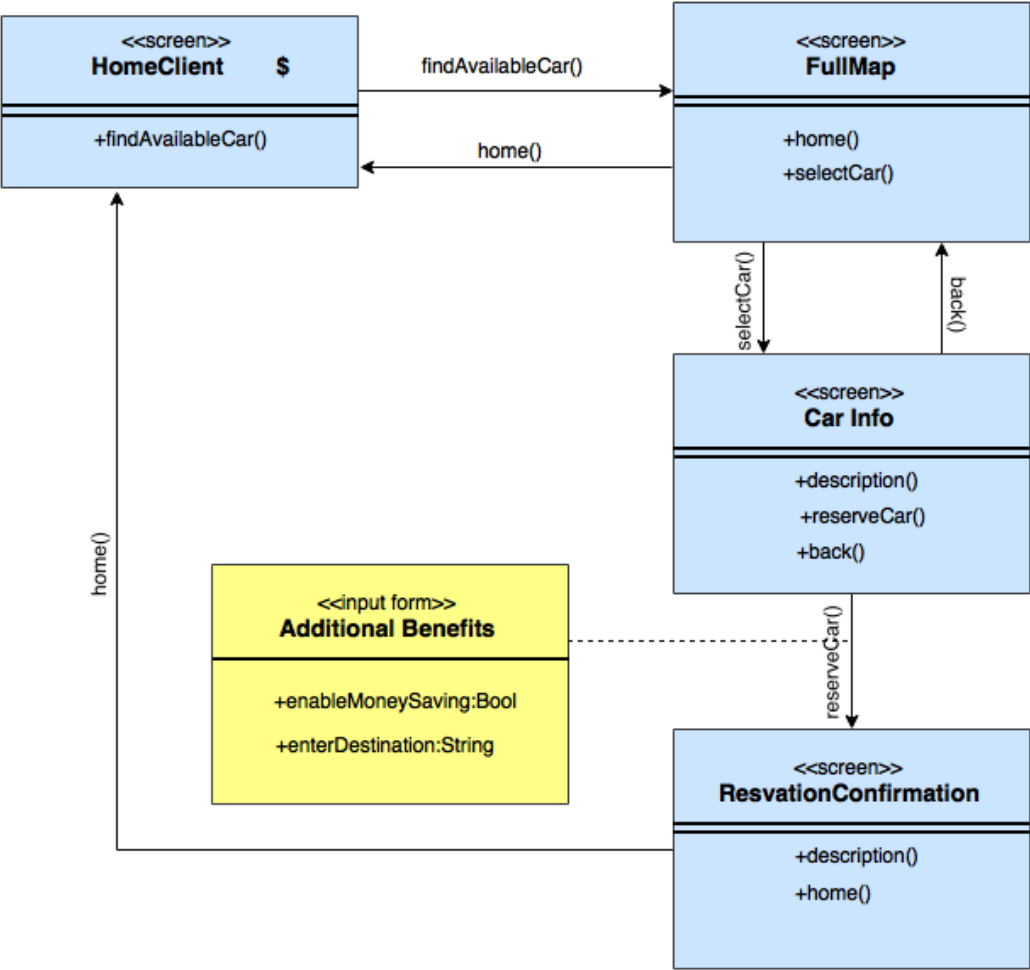 <<screen>>
HomeClient $
+findAvailableCar()
findAvailableCar()
home()
<<screen>>
FullMap
+home()
+selectCar()
selectCar()
back()
<<screen>>
Car Info
+description()
+reserveCar()
+back()
home()
<<input form>>
Additional Benefits
+enableMoneySaving:Bool
+enterDestination:String
reserveCar()
<<screen>>
ResvationConfirmation
+description()
+home()